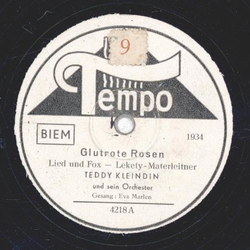 9
Tempo
BIEM
1934
Glutrote Rosen
Lied und Fox — Lekety-Materleitner
TEDDY KLEINDIN
und sein Orchester
Gesang: Eva Marlen
4218A